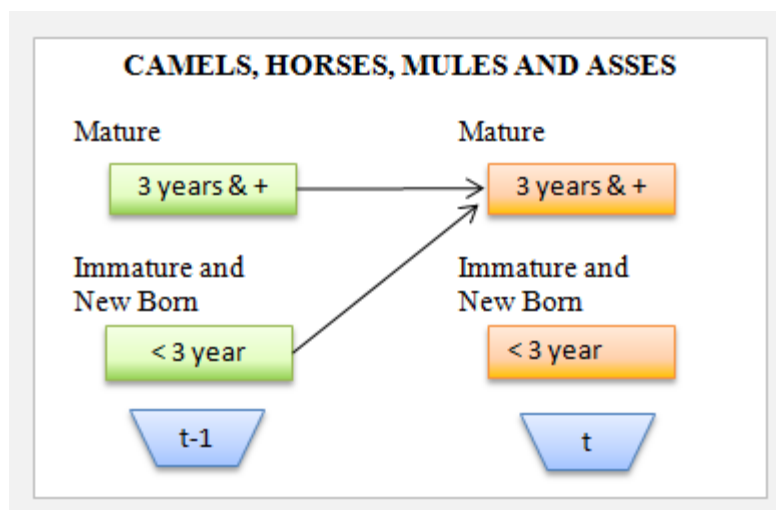 CAMELS, HORSES, MULES AND ASSES
Mature
Mature
3 years & +
3 years & +
Immature and
New Born
Immature and
New Born
< 3 year
< 3 year
t-1
t